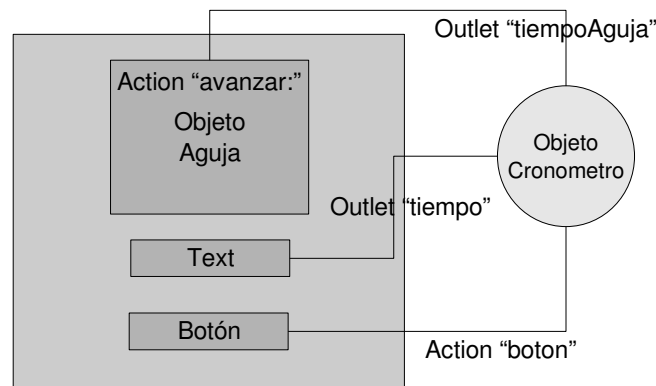 Outlet “tiempoAguja”
Action “avanzar:”
Objeto
Aguja
Objeto
Cronometro
Outlet “tiempo”
Text
Botón
Action “boton”